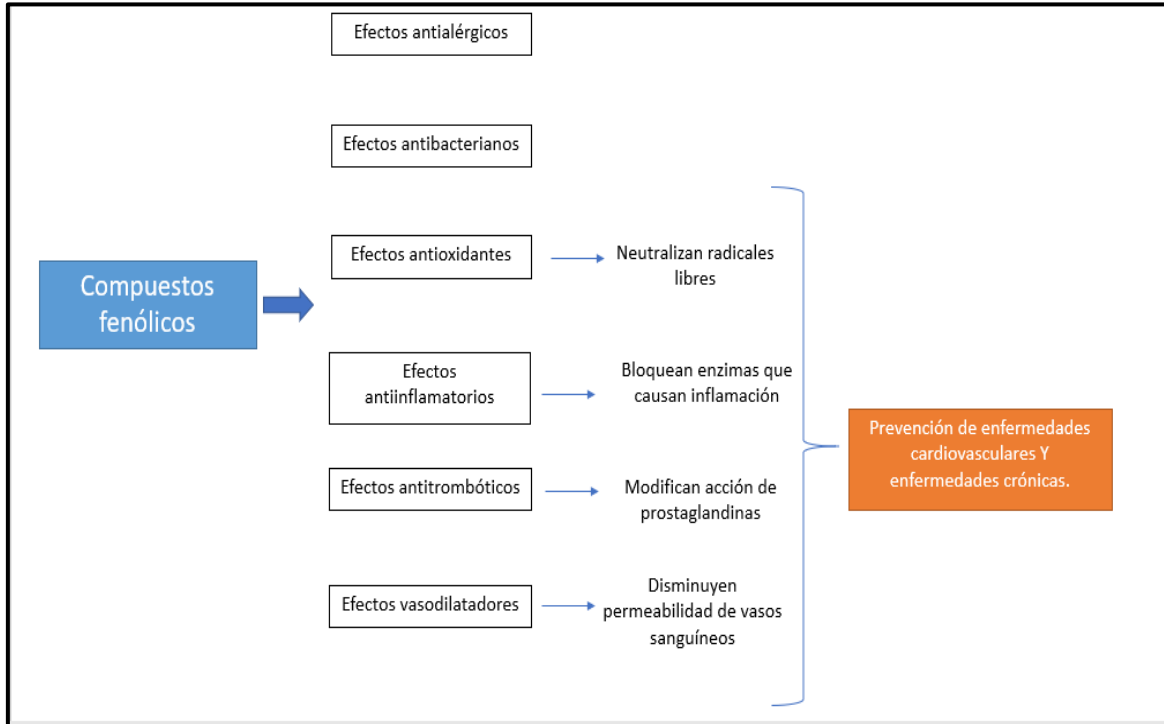 Efectos antialérgicos
Efectos antibacterianos
Compuestos
fenólicos
Efectos antioxidantes
Neutralizan radicales
libres
Efectos
antiinflamatorios
Bloquean enzimas que
causan inflamación
Efectos antitrombóticos
Modifican acción de
prostaglandinas
Efectos vasodilatadores
Disminuyen
permeabilidad de vasos
sanguíneos
Prevención de enfermedades
cardiovasculares Y
enfermedades crónicas.